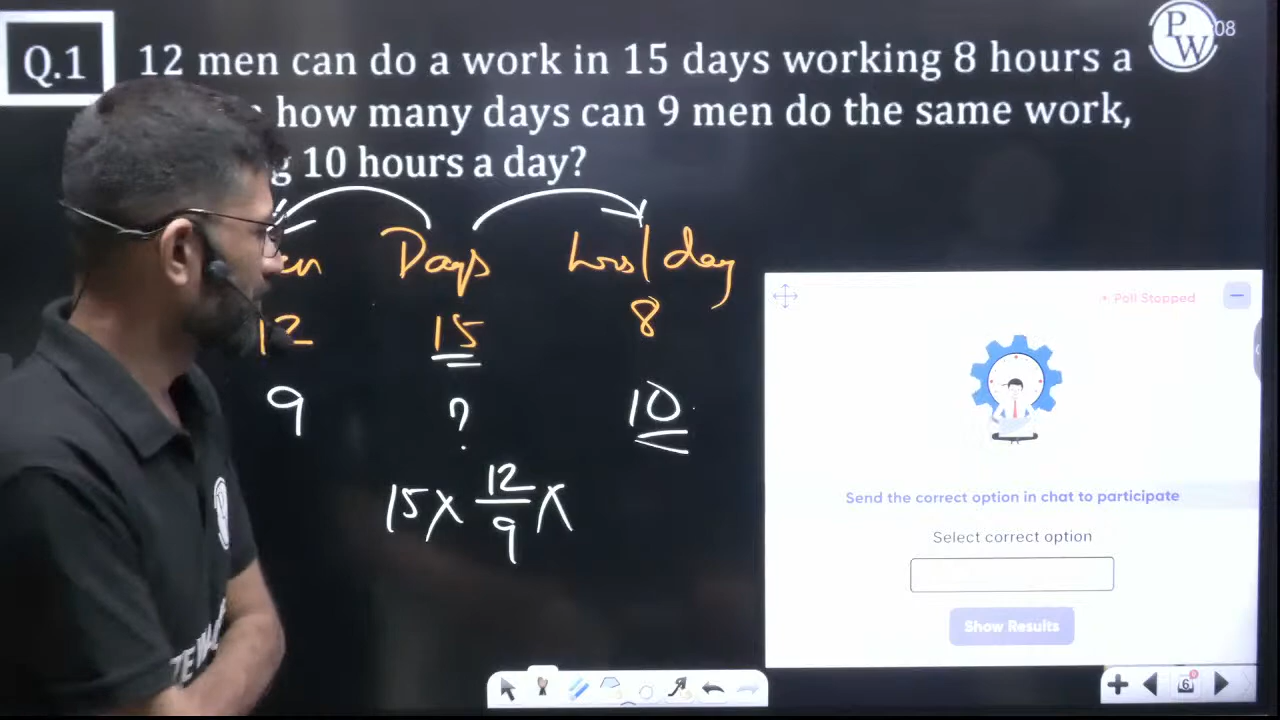 Q.1 12 men can do a work in 15 days working 8 hours a
how many days can 9 men do the same work,
g 10 hours a day?
PW
:08
en Days hrs/day
12 15 8
9 ? 10
15 x 12/9 x
Poll Stopped
Send the correct option in chat to participate
Select correct option
Show Results
6